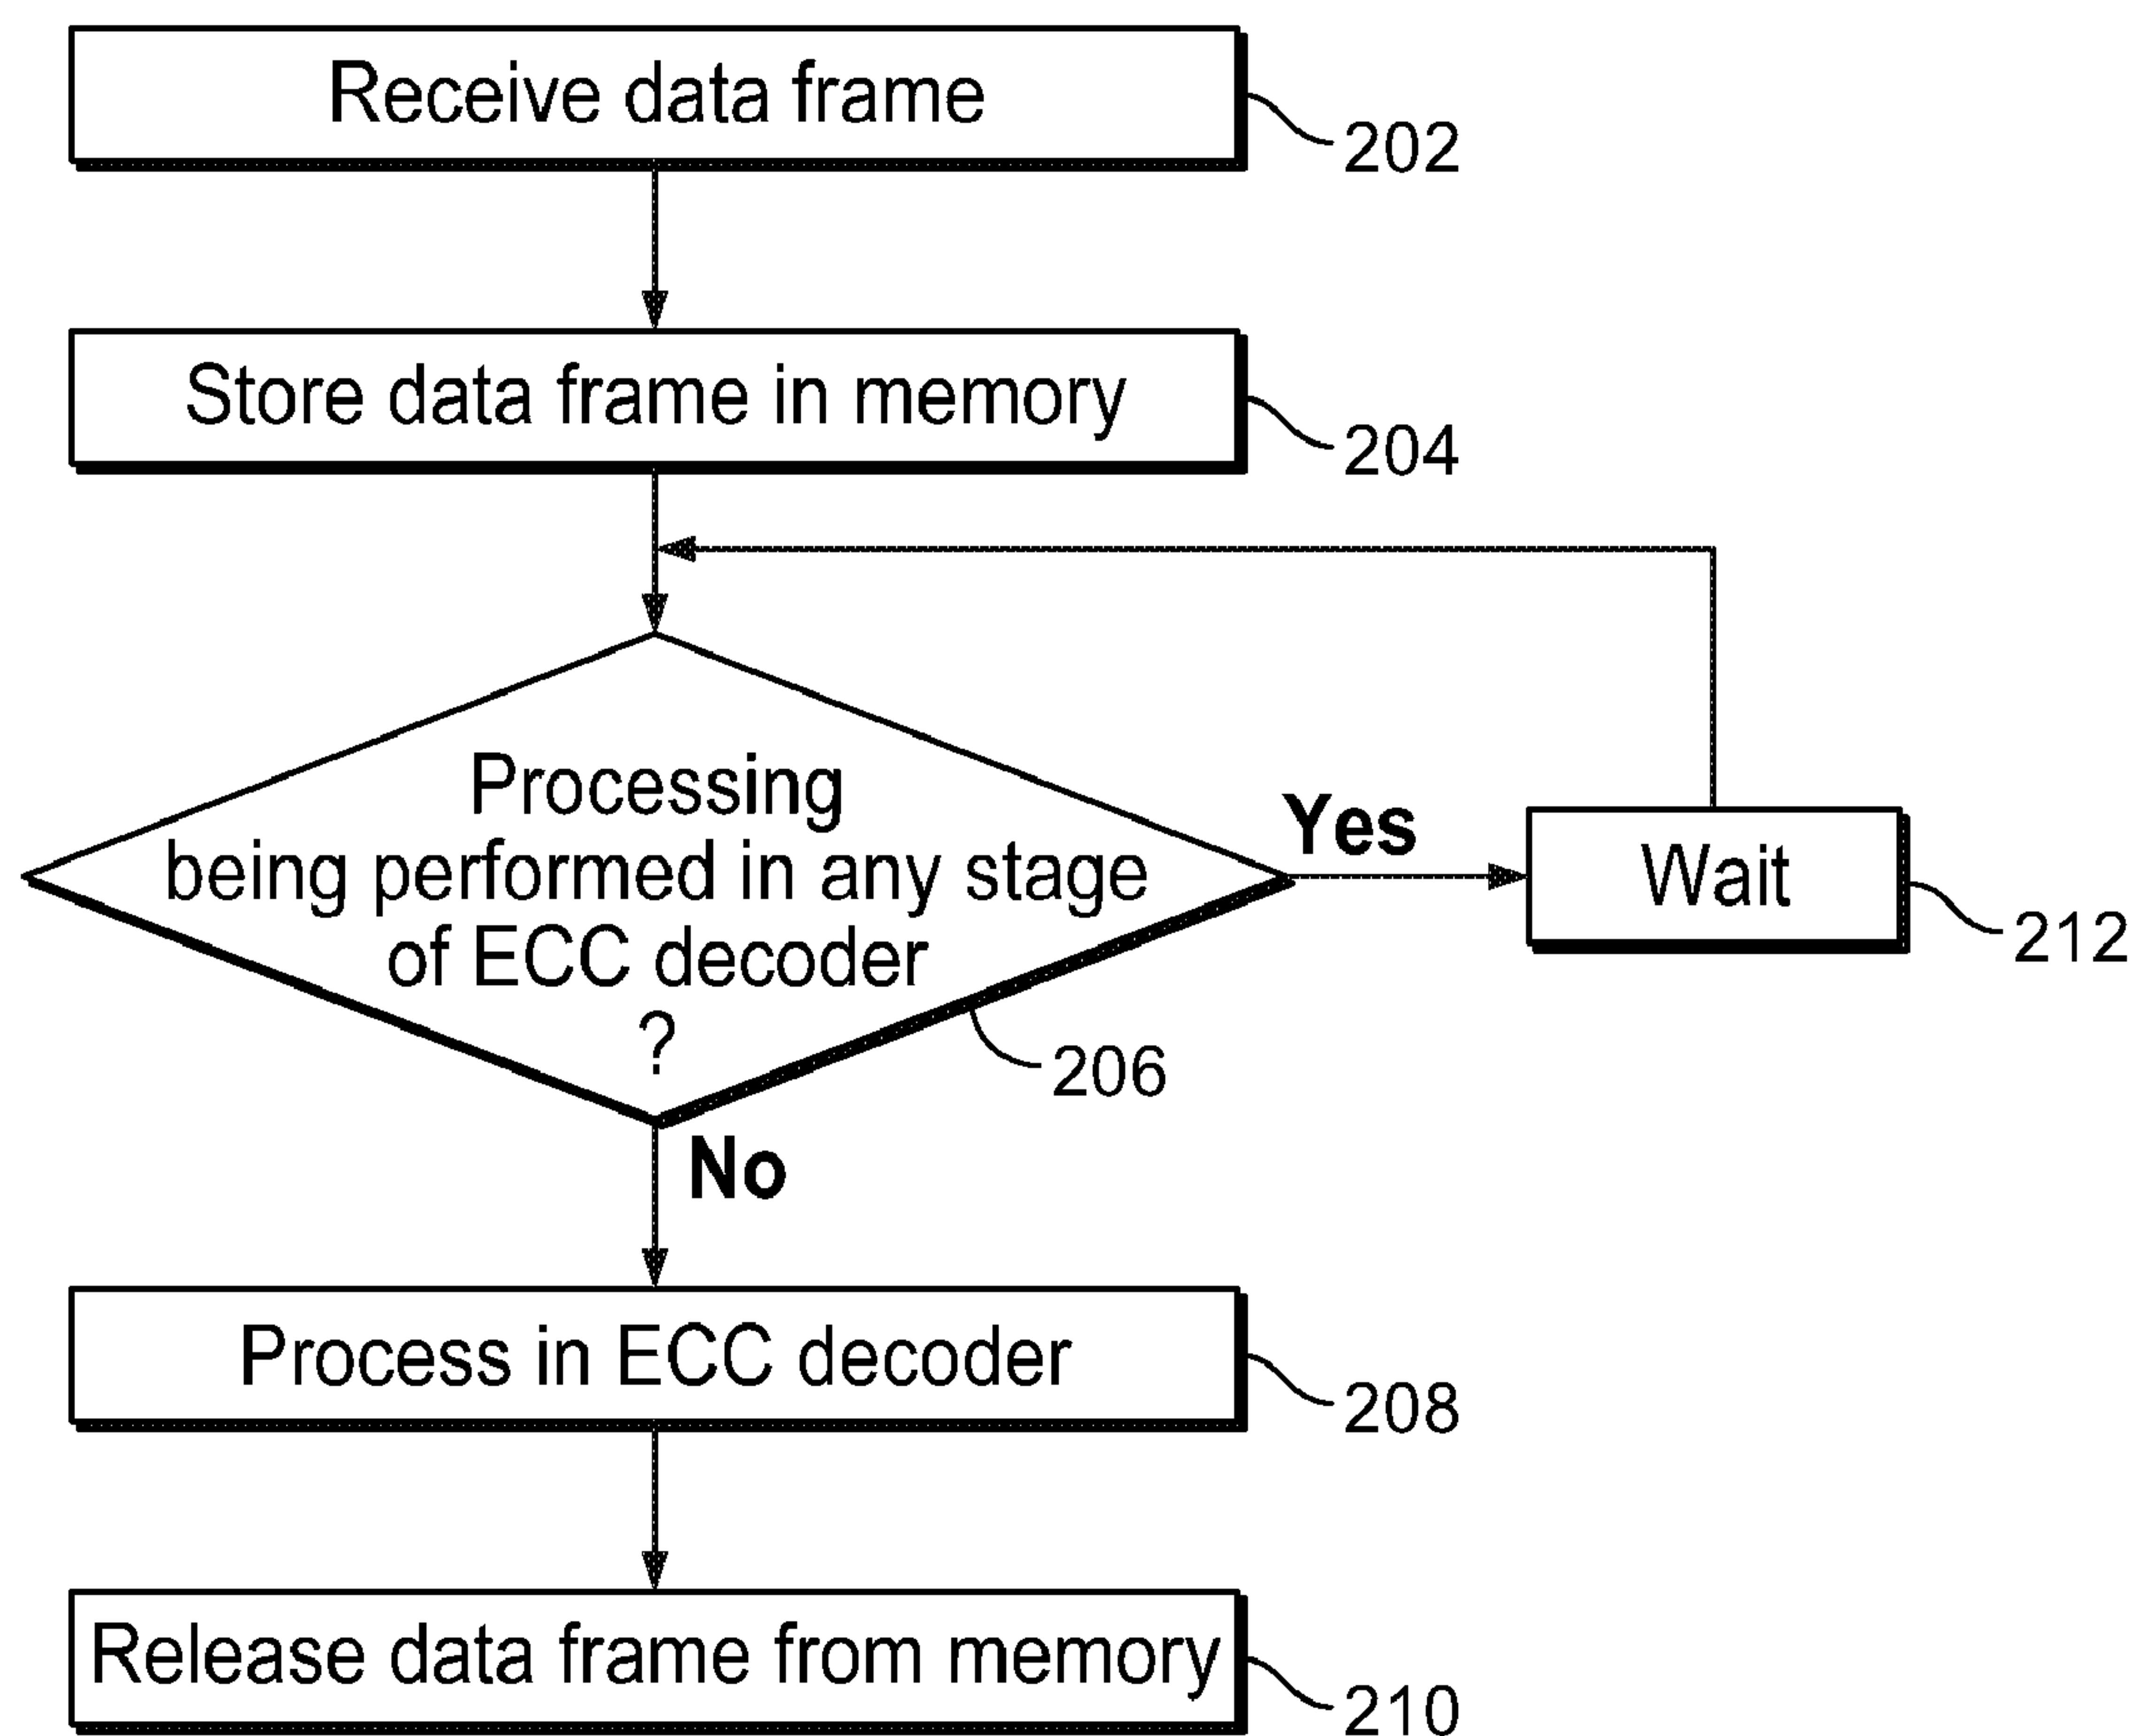 Receive data frame
202
Store data frame in memory
204
Processing
being performed in any stage
of ECC decoder
?
206
Yes
Wait
212
No
Process in ECC decoder
208
Release data frame from memory
210